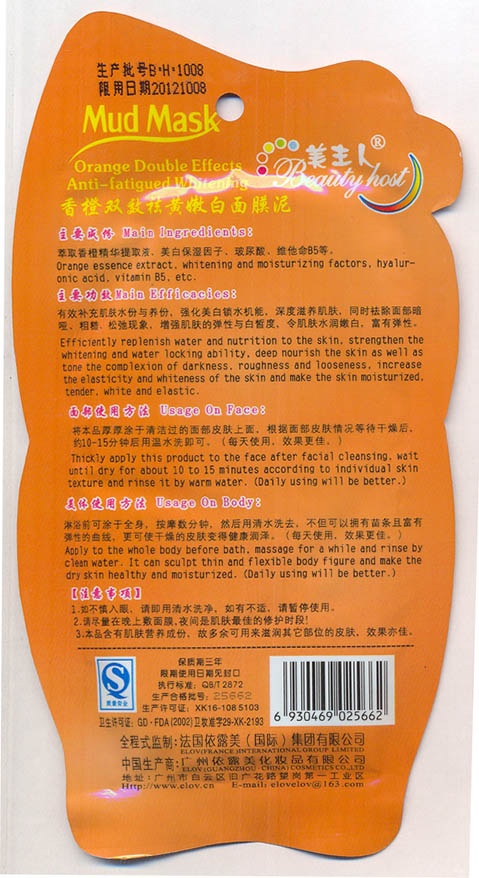 生产批号B·H·1008
限用日期20121008
Mud Mask
美主人®
Beauty host
Orange Double Effects
Anti-fatigued Whitening
香橙双效祛黄嫩白面膜泥
主要成份 Main Ingredients:
萃取香橙精华提取液、美白保湿因子、玻尿酸、维他命B5等。
Orange essence extract, whitening and moisturizing factors, hyalur-
onic acid, vitamin B5, etc.
主要功效Main Efficacies:
有效补充肌肤水份与养份，强化美白锁水机能，深度滋养肌肤，同时祛除面部暗
哑、粗糙、松弛现象，增强肌肤的弹性与白皙度，令肌肤水润嫩白，富有弹性。
Efficiently replenish water and nutrition to the skin, strengthen the
whitening and water locking ability, deep nourish the skin as well as
tone the complexion of darkness, roughness and looseness, increase
the elasticity and whiteness of the skin and make the skin moisturized,
tender, white and elastic.
面部使用方法 Usage On Face:
将本品厚厚涂于清洁过的面部皮肤上面，根据面部皮肤情况等待干燥后，
约10-15分钟后用温水洗即可。（每天使用，效果更佳。）
Thickly apply this product to the face after facial cleansing, wait
until dry for about 10 to 15 minutes according to individual skin
texture and rinse it by warm water. (Daily using will be better.)
美体使用方法 Usage On Body:
淋浴前可涂于全身，按摩数分钟，然后用清水洗去，不但可以拥有苗条且富有
弹性的曲线，更可使干燥的皮肤变得健康润泽。（每天使用，效果更佳。）
Apply to the whole body before bath, massage for a while and rinse by
clean water. It can sculpt thin and flexible body figure and make the
dry skin healthy and moisturized. (Daily using will be better.)
【注意事项】
1.如不慎入眼，请即用清水洗净，如有不适，请暂停使用。
2.请尽量在晚上敷面膜,夜间是肌肤最佳的修护时段!
3.本品含有肌肤营养成份，故多余可用来滋润其它部位的皮肤，效果亦佳。
质量安全
保质期三年
限期使用日期见封口
执行标准: QB/T 2872
生产合格批号: 25662
生产许可证: XK16-108 5103
卫生许可证: GD·FDA(2002)卫妆准字29-XK-2193
6 930469 025662
全程式监制: 法国依露美（国际）集团有限公司
ELOV(FRANCE)INTERNATIONAL GROUP LIMITED
中国生产商: 广州依露美化妆品有限公司
ELOV(GUANGZHOU·CHINA)COSMETICS CO.,LTD
地址: 广州市白云区旧广花路望岗第一工业区
Http://www.elov.cn E-mail: elovelov@163.com